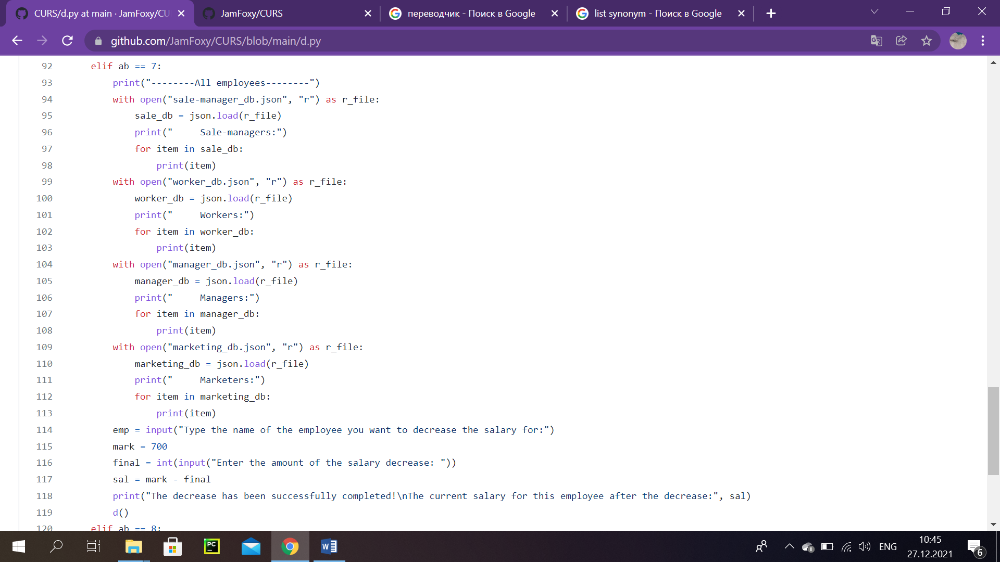 CURS/d.py at main · JamFoxy/CU
JamFoxy/CURS
переводчик - Поиск в Google
list synonym - Поиск в Google
github.com/JamFoxy/CURS/blob/main/d.py
92 elif ab == 7:
93 print("--------All employees--------")
94 with open("sale-manager_db.json", "r") as r_file:
95 sale_db = json.load(r_file)
96 print("     Sale-managers:")
97 for item in sale_db:
98 print(item)
99 with open("worker_db.json", "r") as r_file:
100 worker_db = json.load(r_file)
101 print("     Workers:")
102 for item in worker_db:
103 print(item)
104 with open("manager_db.json", "r") as r_file:
105 manager_db = json.load(r_file)
106 print("     Managers:")
107 for item in manager_db:
108 print(item)
109 with open("marketing_db.json", "r") as r_file:
110 marketing_db = json.load(r_file)
111 print("     Marketers:")
112 for item in marketing_db:
113 print(item)
114 emp = input("Type the name of the employee you want to decrease the salary for:")
115 mark = 700
116 final = int(input("Enter the amount of the salary decrease: "))
117 sal = mark - final
118 print("The decrease has been successfully completed!\nThe current salary for this employee after the decrease:", sal)
119 d()
120 elif ab == 8:
PC
W
ENG
10:45
27.12.2021
6